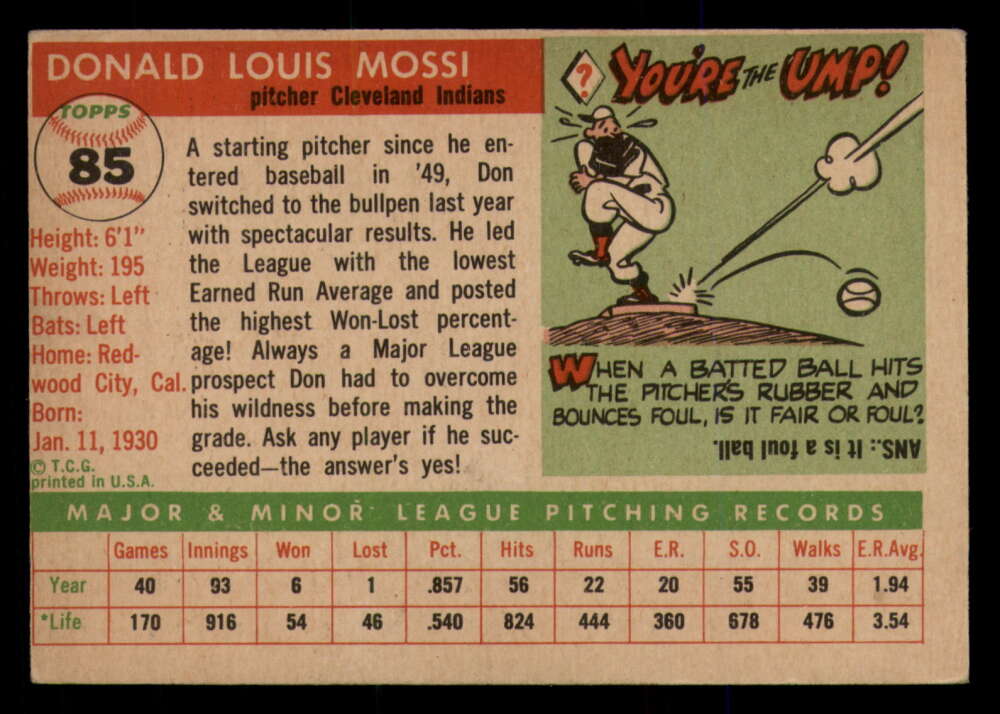 DONALD LOUIS MOSSI
pitcher Cleveland Indians
TOPPS
85
Height: 6'1"
Weight: 195
Throws: Left
Bats: Left
Home: Red-
wood City, Cal.
Born:
Jan. 11, 1930
© T.C.G.
printed in U.S.A.
A starting pitcher since he en-
tered baseball in '49, Don
switched to the bullpen last year
with spectacular results. He led
the League with the lowest
Earned Run Average and posted
the highest Won-Lost percent-
age! Always a Major League
prospect Don had to overcome
his wildness before making the
grade. Ask any player if he suc-
ceeded—the answer's yes!
? YOU'RE THE UMP!
WHEN A BATTED BALL HITS
THE PITCHER'S RUBBER AND
BOUNCES FOUL, IS IT FAIR OR FOUL?
ANS.: It is a foul ball.
MAJOR & MINOR LEAGUE PITCHING RECORDS
Games Innings Won Lost Pct. Hits Runs E.R. S.O. Walks E.R.Avg.
Year 40 93 6 1 .857 56 22 20 55 39 1.94
*Life 170 916 54 46 .540 824 444 360 678 476 3.54